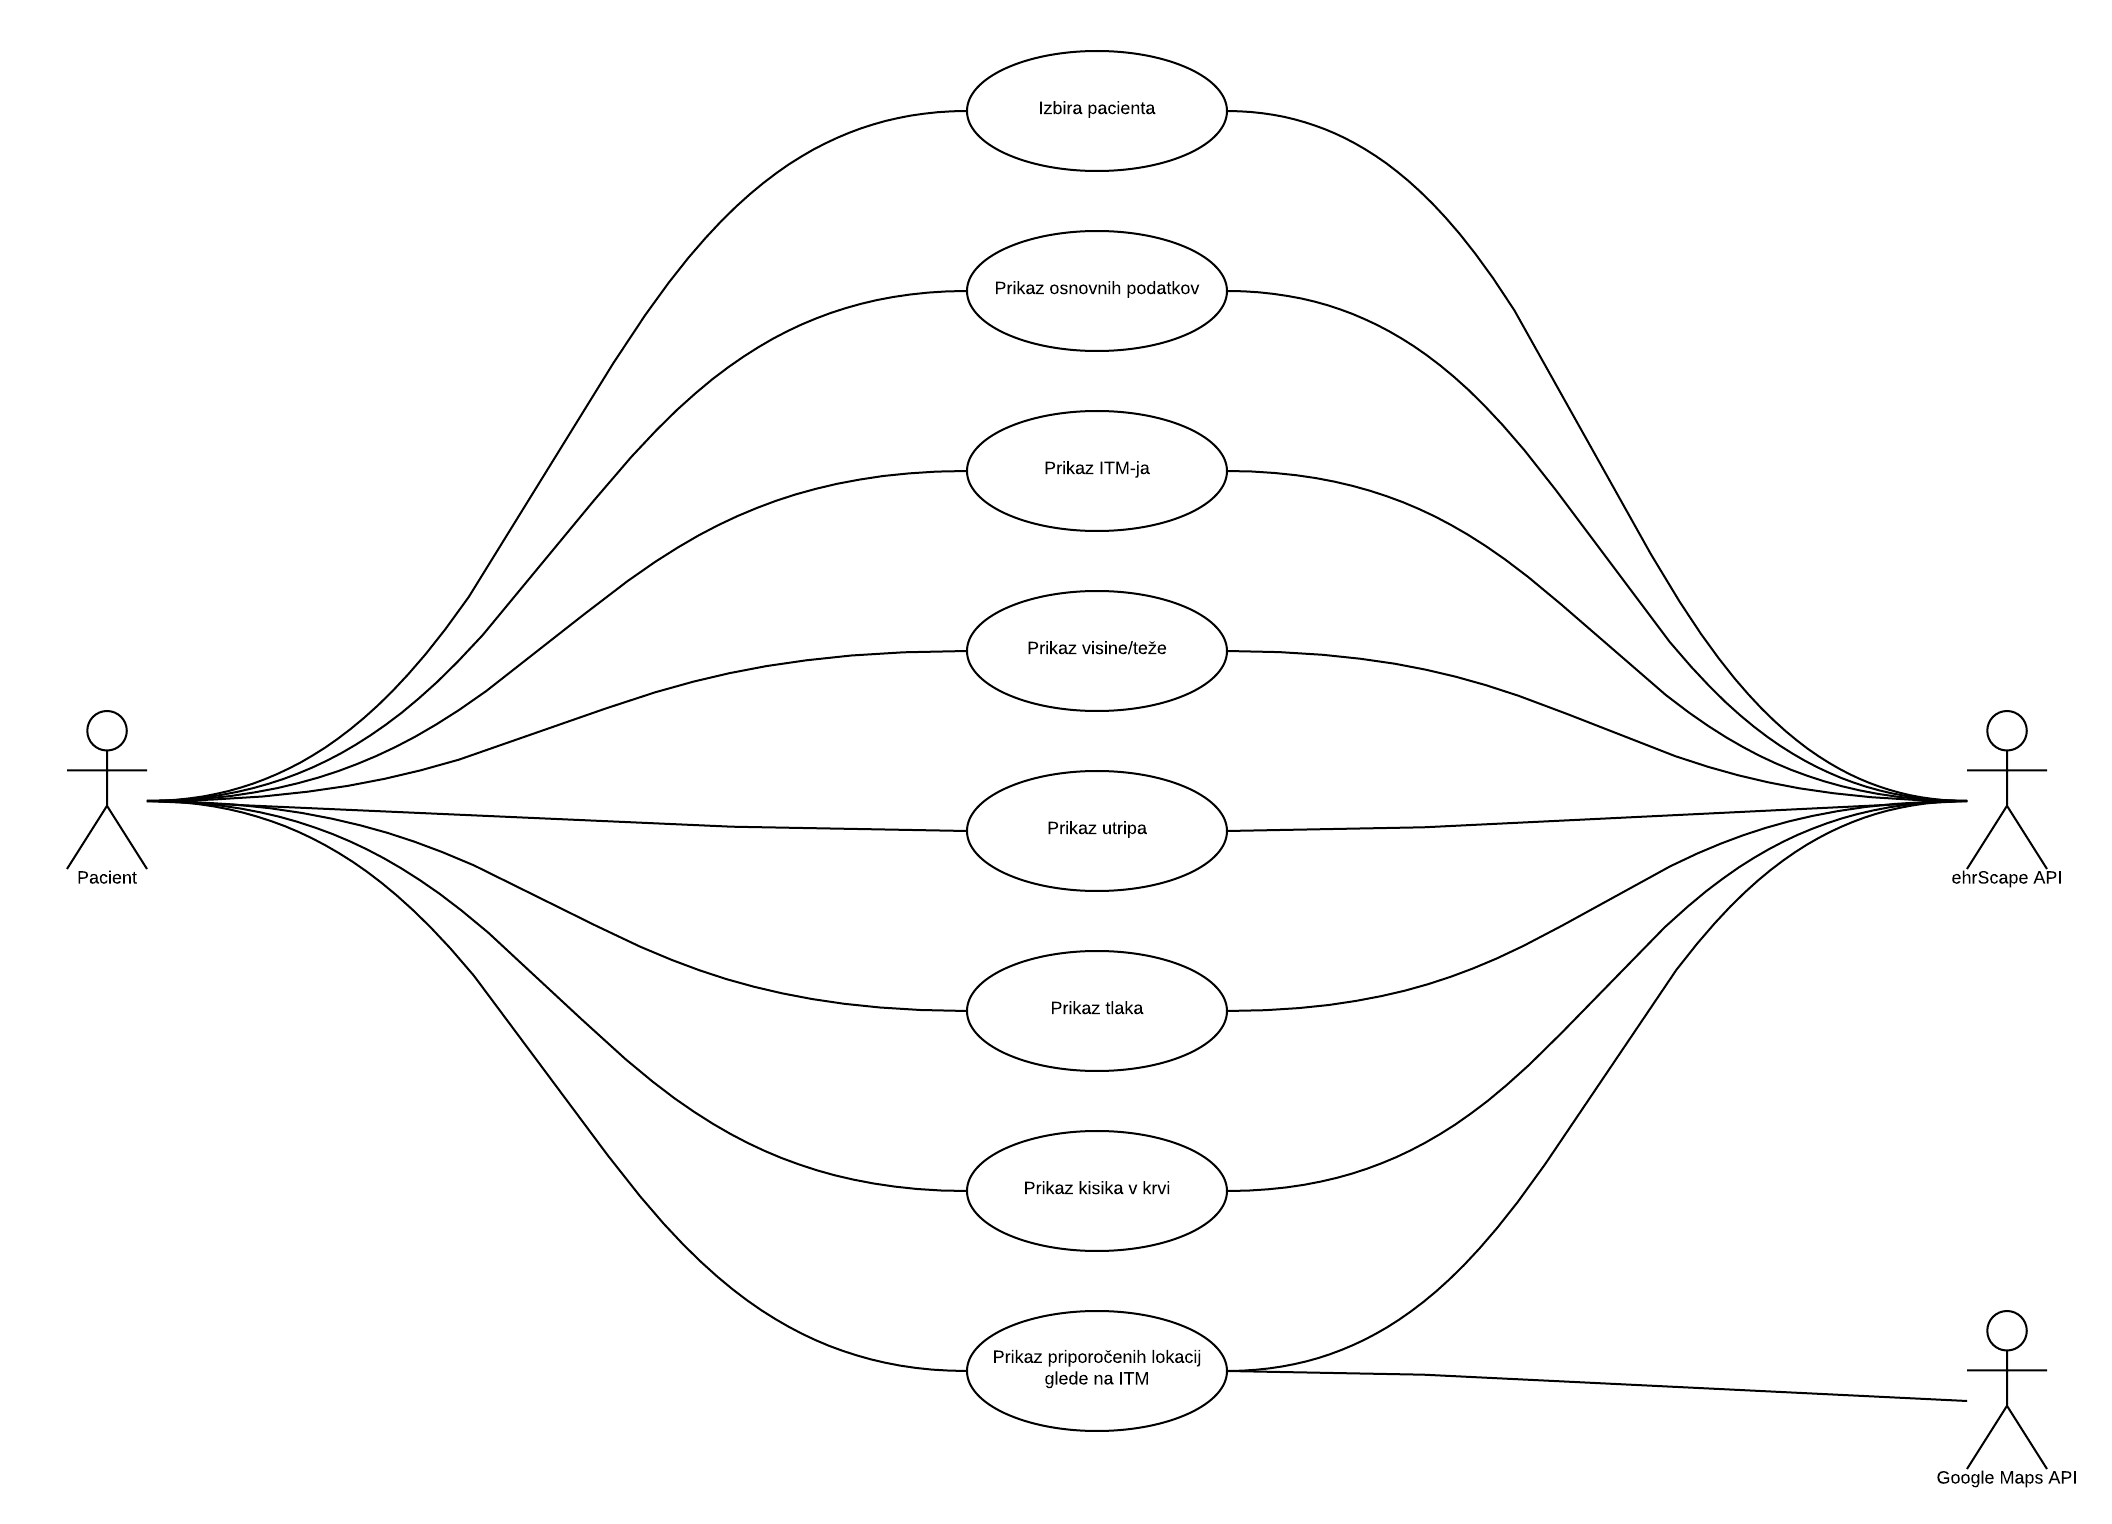 Izbira pacienta
Prikaz osnovnih podatkov
Prikaz ITM-ja
Prikaz visine/teže
Prikaz utripa
Pacient
ehrScape API
Prikaz tlaka
Prikaz kisika v krvi
Prikaz priporočenih lokacij
glede na ITM
Google Maps API